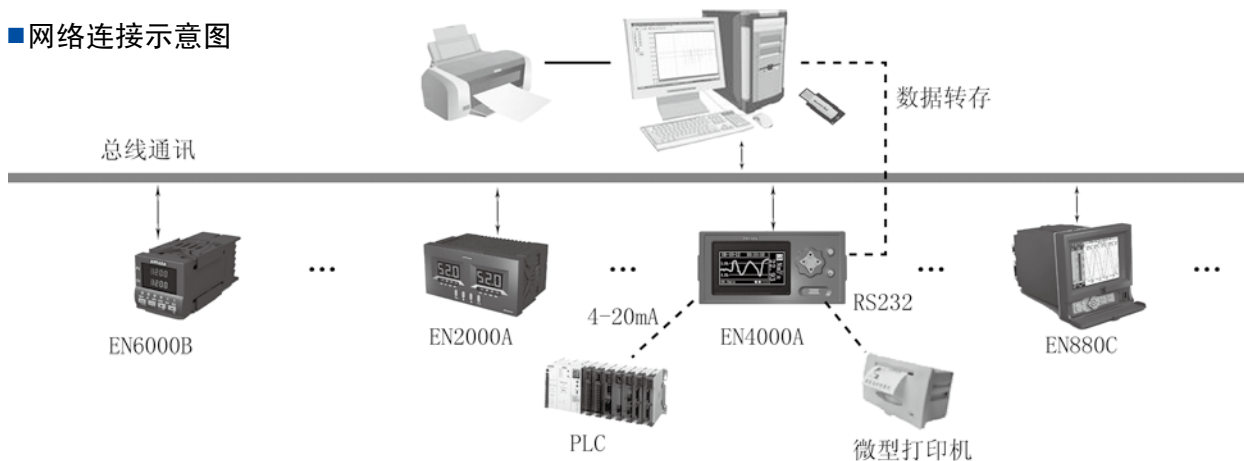 网络连接示意图
数据转存
总线通讯
EN6000B
EN2000A
4-20mA
EN4000A
RS232
EN880C
PLC
微型打印机